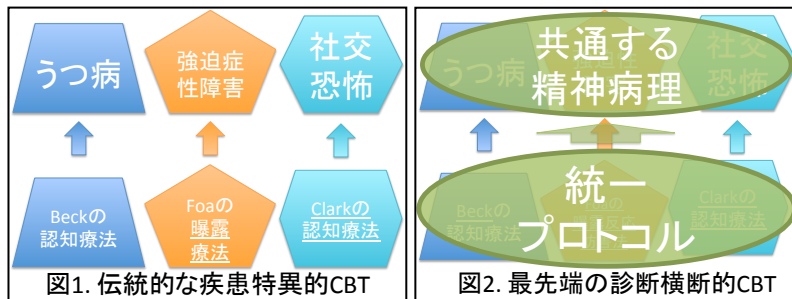 うつ病
強迫症
性障害
社交
恐怖
Beckの
認知療法
Foaの
曝露
療法
Clarkの
認知療法
図1. 伝統的な疾患特異的CBT
共通する
精神病理
うつ病
社交
恐怖
統一
プロトコル
Beckの
認知療法
Clarkの
認知療法
図2. 最先端の診断横断的CBT